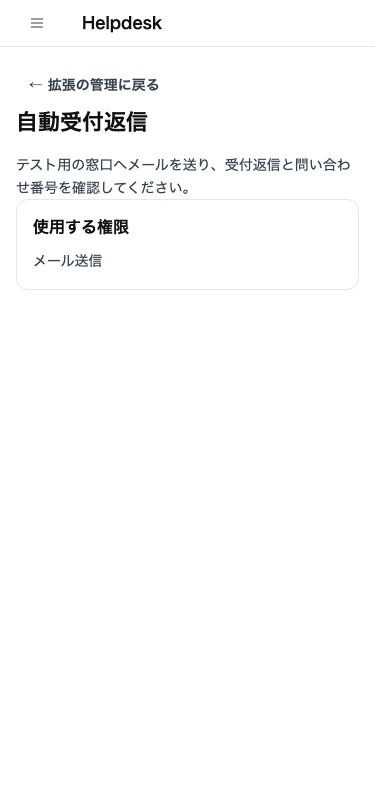 Helpdesk
← 拡張の管理に戻る
自動受付返信
テスト用の窓口へメールを送り、受付返信と問い合わ
せ番号を確認してください。
使用する権限
メール送信